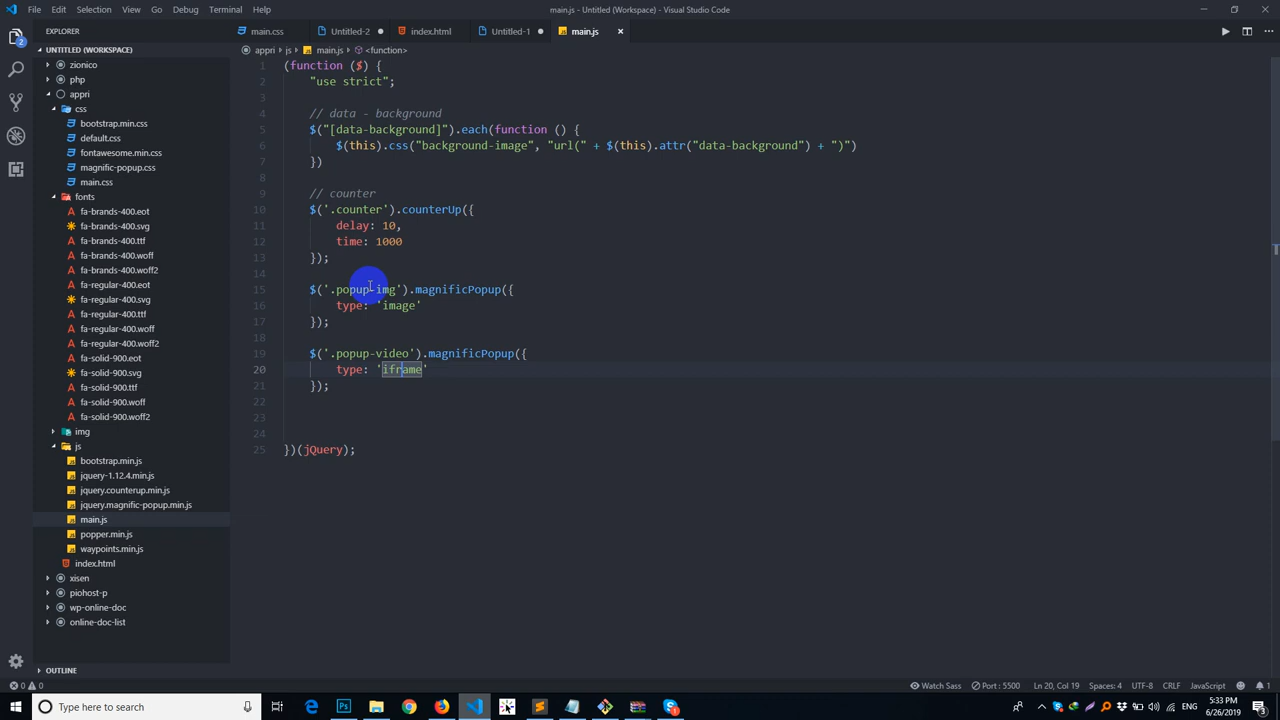 File Edit Selection View Go Debug Terminal Help
main.js - Untitled (Workspace) - Visual Studio Code
EXPLORER
main.css Untitled-2 index.html Untitled-1 main.js
UNTITLED (WORKSPACE)
appri js main.js <function>
zionico
php
appri
css
bootstrap.min.css
default.css
fontawesome.min.css
magnific-popup.css
main.css
fonts
fa-brands-400.eot
fa-brands-400.svg
fa-brands-400.ttf
fa-brands-400.woff
fa-brands-400.woff2
fa-regular-400.eot
fa-regular-400.svg
fa-regular-400.ttf
fa-regular-400.woff
fa-regular-400.woff2
fa-solid-900.eot
fa-solid-900.svg
fa-solid-900.ttf
fa-solid-900.woff
fa-solid-900.woff2
img
js
bootstrap.min.js
jquery-1.12.4.min.js
jquery.counterup.min.js
jquery.magnific-popup.min.js
main.js
popper.min.js
waypoints.min.js
index.html
xisen
piohost-p
wp-online-doc
online-doc-list
OUTLINE
1 (function ($) {
2 "use strict";
3
4 // data - background
5 $("[data-background]").each(function () {
6 $(this).css("background-image", "url(" + $(this).attr("data-background") + ")")
7 })
8
9 // counter
10 $('.counter').counterUp({
11 delay: 10,
12 time: 1000
13 });
14
15 $('.popup-img').magnificPopup({
16 type: 'image'
17 });
18
19 $('.popup-video').magnificPopup({
20 type: 'iframe'
21 });
22
23
24
25 })(jQuery);
2
0 0
Watch Sass Port : 5500 Ln 20, Col 19 Spaces: 4 UTF-8 CRLF JavaScript 1
Type here to search
ENG
5:33 PM
6/26/2019
3